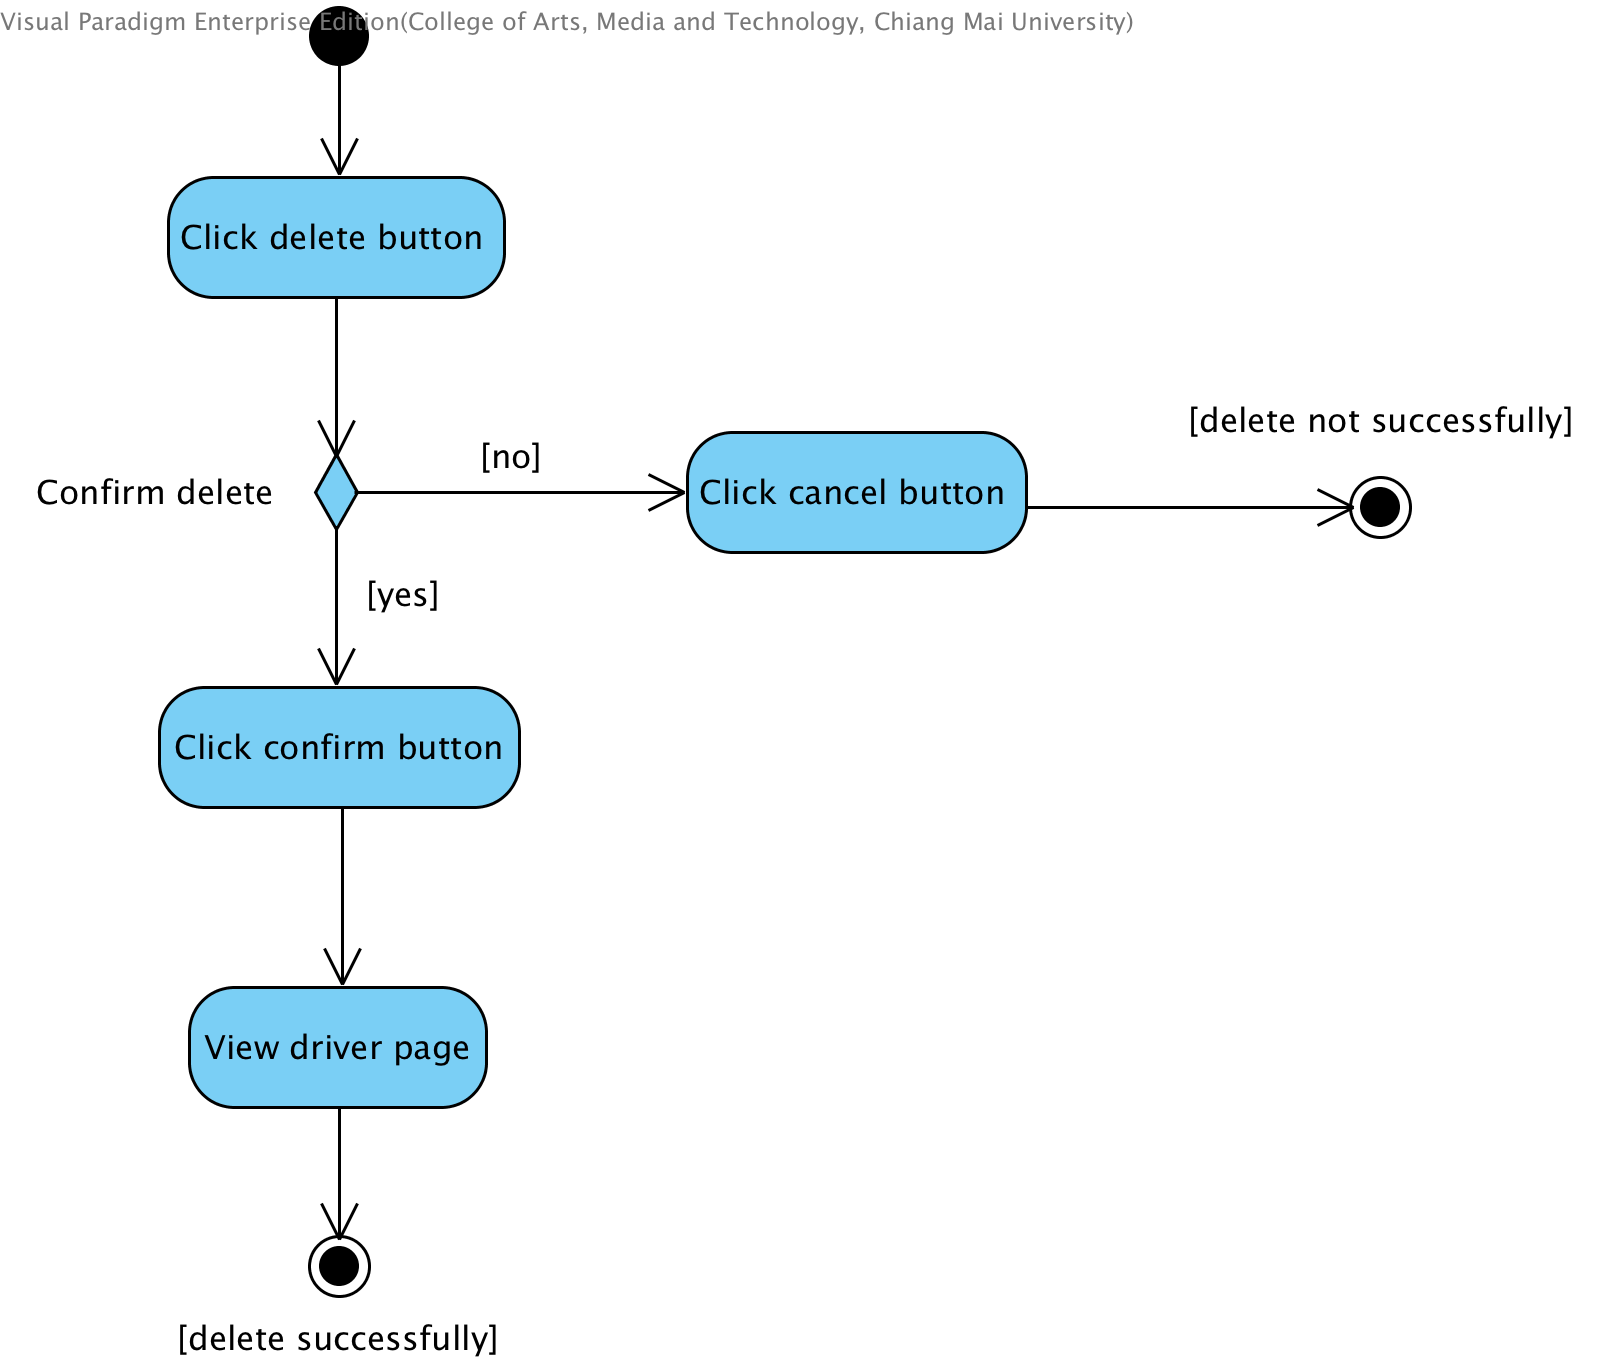 Visual Paradigm Enterprise Edition(College of Arts, Media and Technology, Chiang Mai University)
Click delete button
[delete not successfully]
[no]
Confirm delete
Click cancel button
[yes]
Click confirm button
View driver page
[delete successfully]